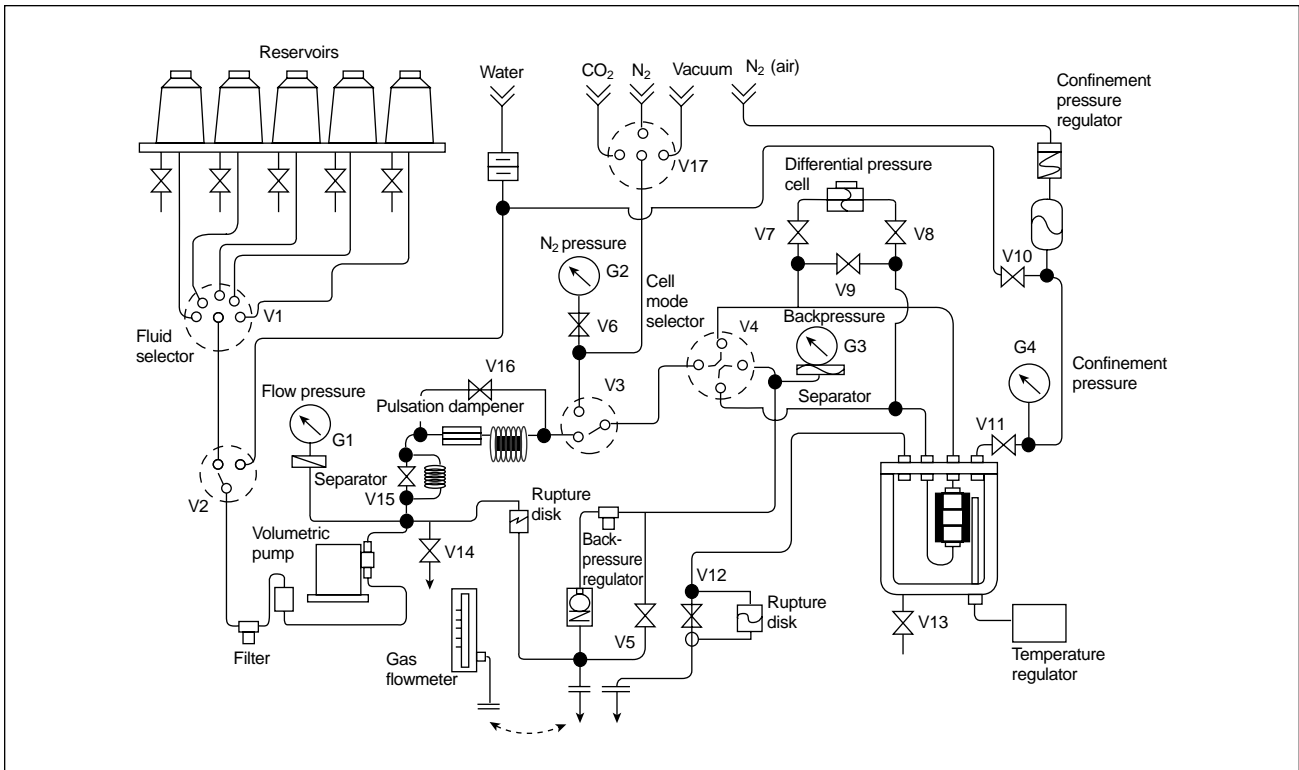 Reservoirs
Water
CO2
N2
Vacuum
N2 (air)
Confinement
pressure
regulator
V17
Differential pressure
cell
V7
V8
V9
V10
N2 pressure
G2
V6
Cell
mode
selector
V1
Fluid
selector
V4
Backpressure
G3
G4
Confinement
pressure
V16
V3
Flow pressure
Pulsation dampener
G1
Separator
Separator
V11
V15
V2
Rupture
disk
Volumetric
pump
V14
Back-
pressure
regulator
V12
Rupture
disk
V5
V13
Filter
Gas
flowmeter
Temperature
regulator